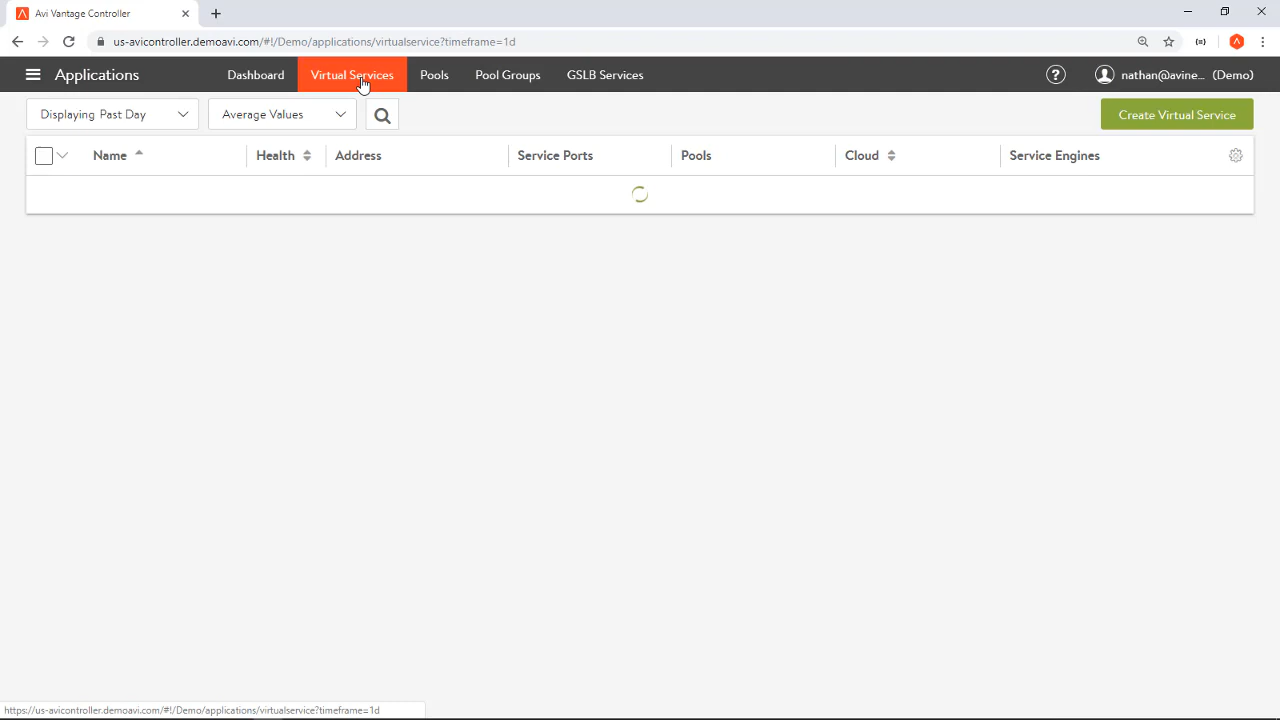 Avi Vantage Controller
us-avicontroller.demoavi.com/#!/Demo/applications/virtualservice?timeframe=1d
Applications Dashboard Virtual Services Pools Pool Groups GSLB Services nathan@avine... (Demo)
Displaying Past Day Average Values Create Virtual Service
Name Health Address Service Ports Pools Cloud Service Engines
https://us-avicontroller.demoavi.com/#!/Demo/applications/virtualservice?timeframe=1d